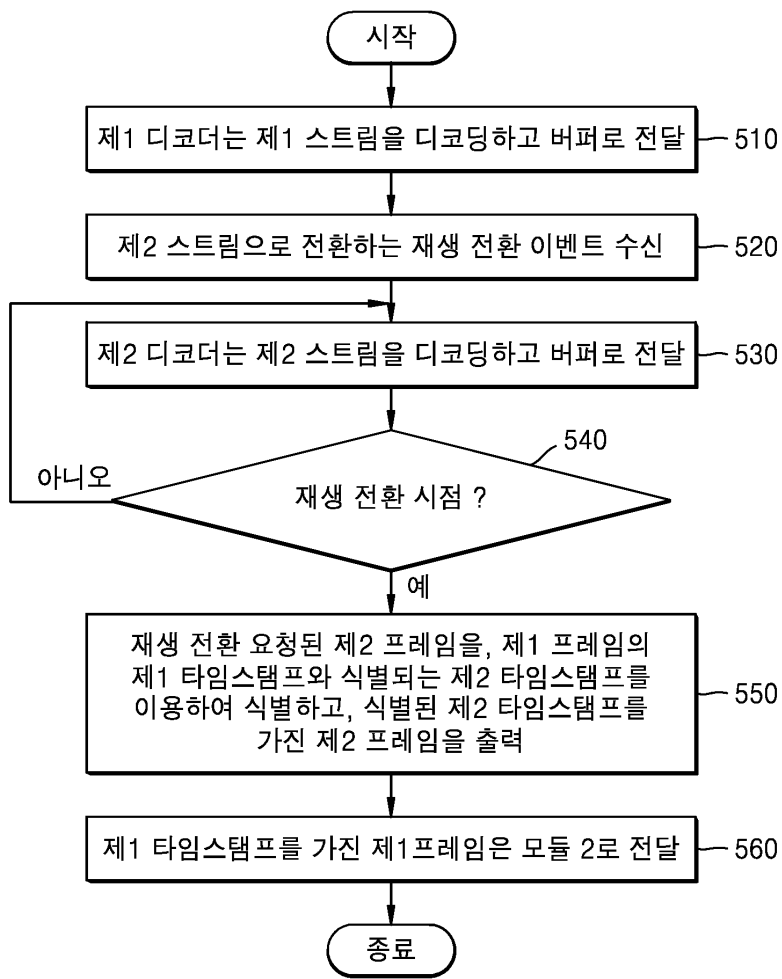 시작
제1 디코더는 제1 스트림을 디코딩하고 버퍼로 전달
510
제2 스트림으로 전환하는 재생 전환 이벤트 수신
520
제2 디코더는 제2 스트림을 디코딩하고 버퍼로 전달
530
540
아니오
재생 전환 시점 ?
예
재생 전환 요청된 제2 프레임을, 제1 프레임의
제1 타임스탬프와 식별되는 제2 타임스탬프를
이용하여 식별하고, 식별된 제2 타임스탬프를
가진 제2 프레임을 출력
550
제1 타임스탬프를 가진 제1프레임은 모듈 2로 전달
560
종료